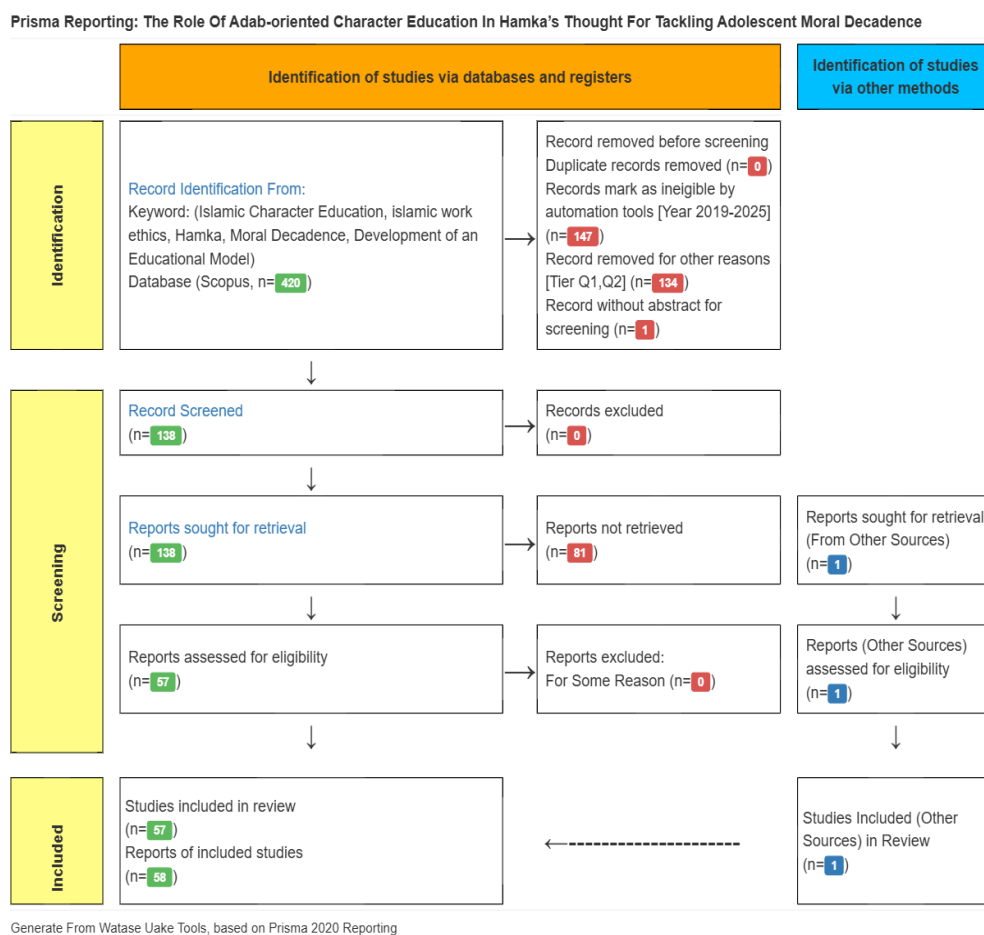 Prisma Reporting: The Role Of Adab-oriented Character Education In Hamka's Thought For Tackling Adolescent Moral Decadence
Identification of studies via databases and registers
Identification of studies
via other methods
Identification
Record Identification From:
Keyword: (Islamic Character Education, islamic work
ethics, Hamka, Moral Decadence, Development of an
Educational Model)
Database (Scopus, n=420)
Record removed before screening
Duplicate records removed (n=0)
Records mark as ineigible by
automation tools [Year 2019-2025]
(n=147)
Record removed for other reasons
[Tier Q1,Q2] (n=134)
Record without abstract for
screening (n=1)
Screening
Record Screened
(n=138)
Records excluded
(n=0)
Reports sought for retrieval
(n=138)
Reports not retrieved
(n=81)
Reports sought for retrieval
(From Other Sources)
(n=1)
Reports assessed for eligibility
(n=57)
Reports excluded:
For Some Reason (n=0)
Reports (Other Sources)
assessed for eligibility
(n=1)
Included
Studies included in review
(n=57)
Reports of included studies
(n=58)
Studies Included (Other
Sources) in Review
(n=1)
Generate From Watase Uake Tools, based on Prisma 2020 Reporting